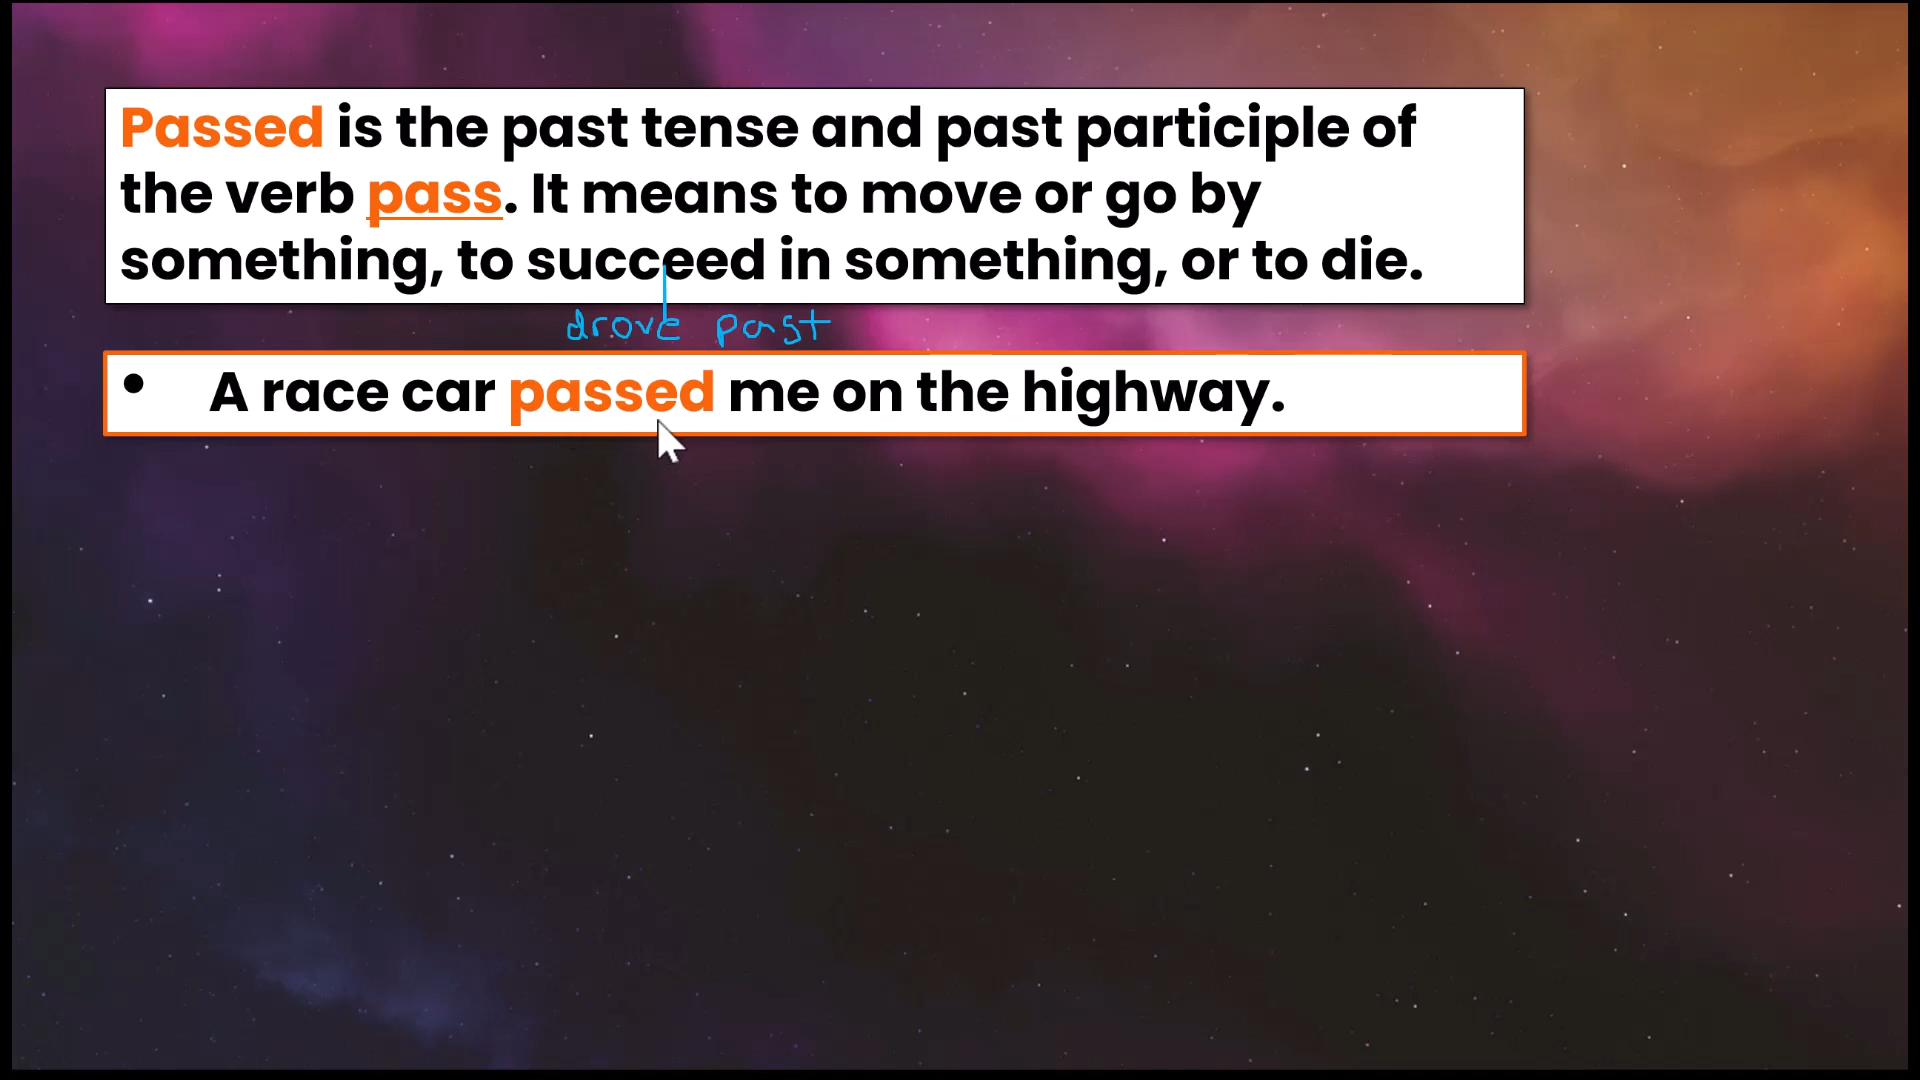 Passed is the past tense and past participle of
the verb pass. It means to move or go by
something, to succeed in something, or to die.
drove past
• A race car passed me on the highway.